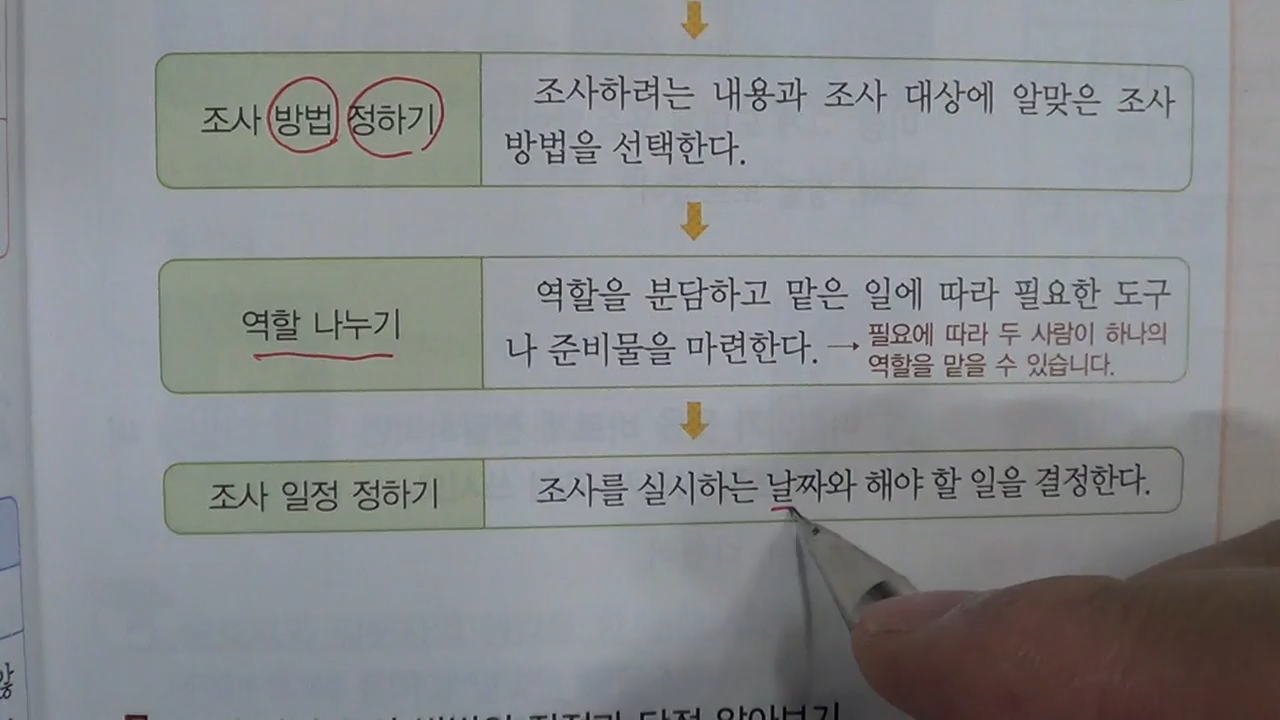 조사 방법 정하기
조사하려는 내용과 조사 대상에 알맞은 조사
방법을 선택한다.
역할 나누기
역할을 분담하고 맡은 일에 따라 필요한 도구
나 준비물을 마련한다. → 필요에 따라 두 사람이 하나의
역할을 맡을 수 있습니다.
조사 일정 정하기
조사를 실시하는 날짜와 해야 할 일을 결정한다.
알아보기